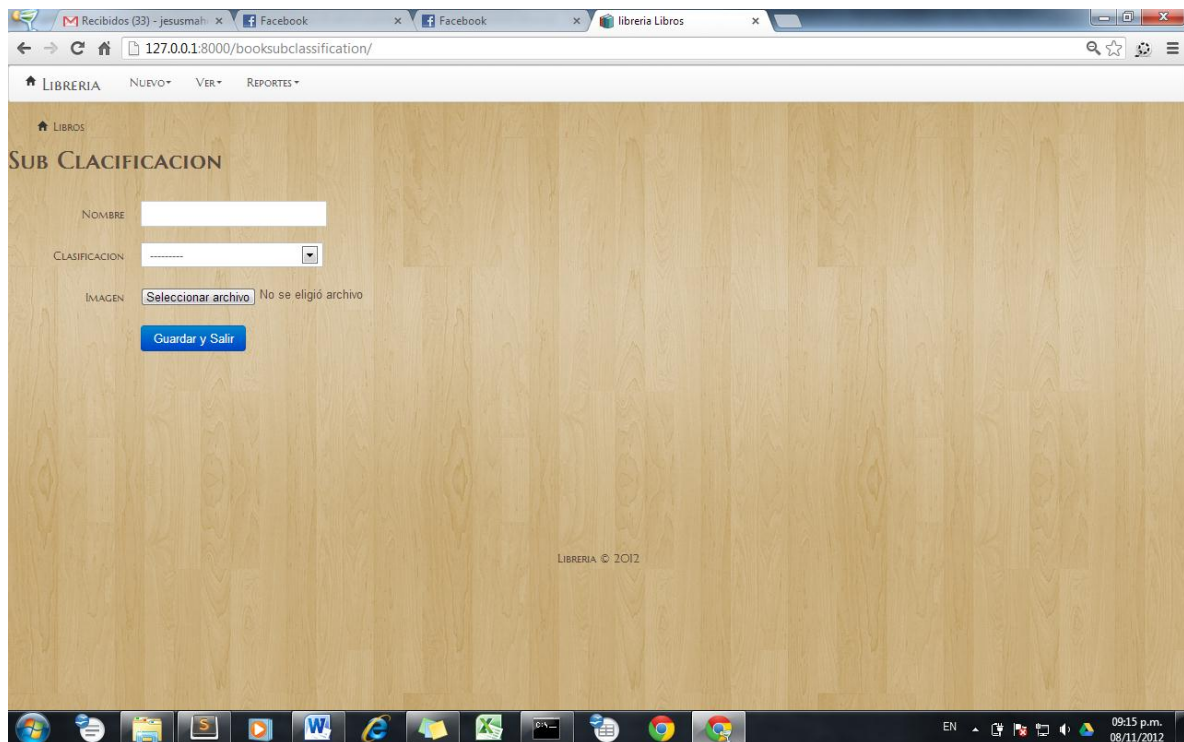 Recibidos (33) - jesusmah
Facebook
Facebook
libreria Libros
127.0.0.1:8000/booksubclassification/
Libreria Nuevo Ver Reportes
Libros
Sub Clacificacion
Nombre
Clasificacion ---------
Imagen Seleccionar archivo No se eligió archivo
Guardar y Salir
Libreria © 2012
EN
09:15 p.m.
08/11/2012